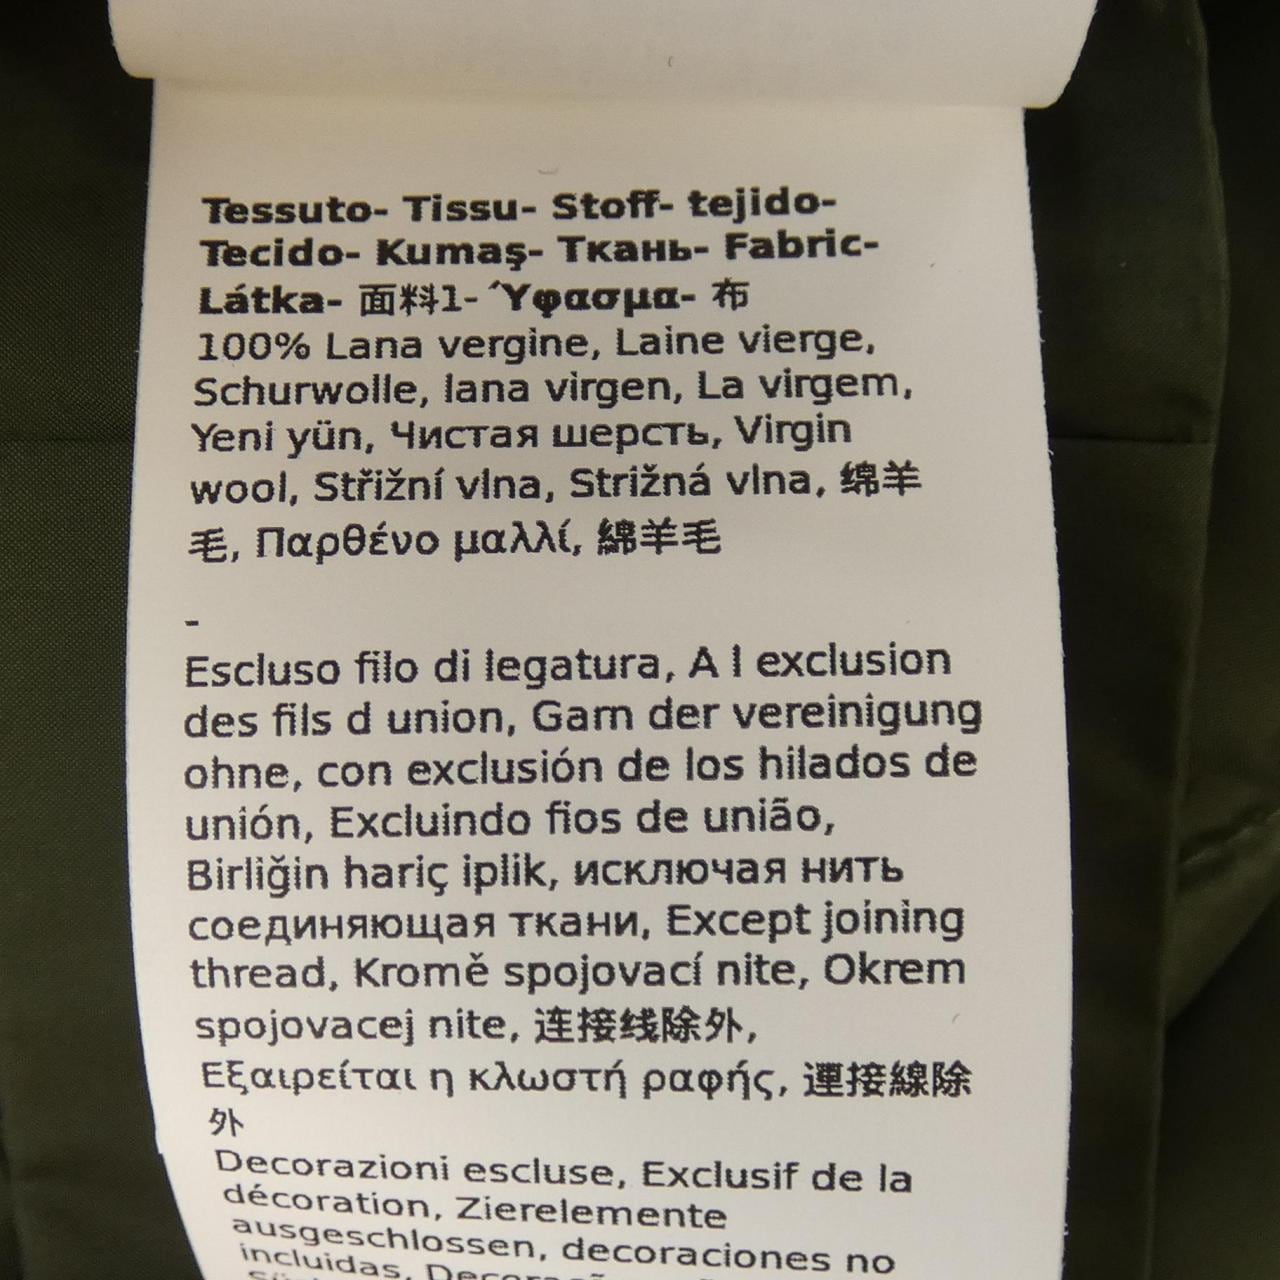 Tessuto- Tissu- Stoff- tejido-
Tecido- Kumaş- Ткань- Fabric-
Látka- 面料1- ΄Υφασμα- 布
100% Lana vergine, Laine vierge,
Schurwolle, lana virgen, La virgem,
Yeni yün, Чистая шерсть, Virgin
wool, Střižní vlna, Strižná vlna, 绵羊
毛, Παρθένο μαλλί, 綿羊毛
-
Escluso filo di legatura, A l exclusion
des fils d union, Garn der vereinigung
ohne, con exclusión de los hilados de
unión, Excluindo fios de união,
Birliğin hariç iplik, исключая нить
соединяющая ткани, Except joining
thread, Kromě spojovací nite, Okrem
spojovacej nite, 连接线除外,
Εξαιρείται η κλωστή ραφής, 連接線除
外
Decorazioni escluse, Exclusif de la
décoration, Zierelemente
ausgeschlossen, decoraciones no
incluidas,